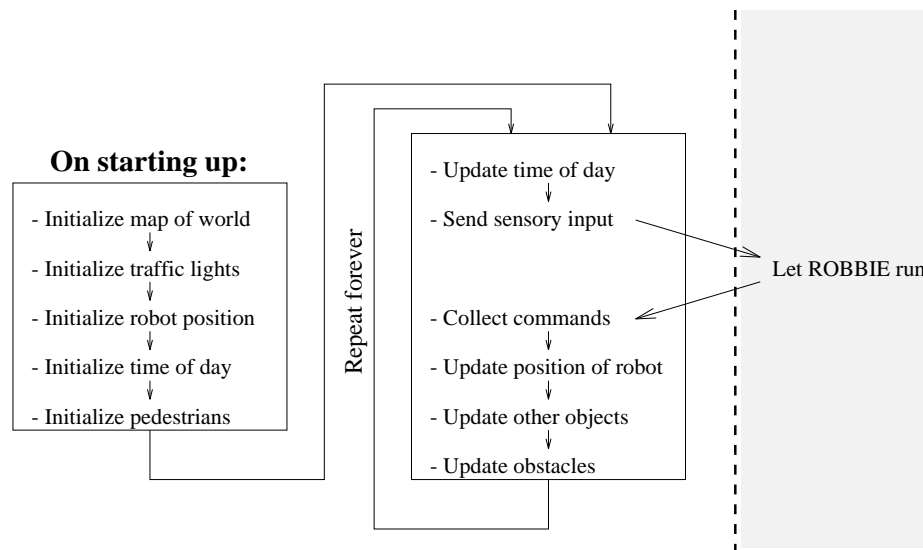 On starting up:
- Initialize map of world
- Initialize traffic lights
- Initialize robot position
- Initialize time of day
- Initialize pedestrians
Repeat forever
- Update time of day
- Send sensory input
- Collect commands
- Update position of robot
- Update other objects
- Update obstacles
Let ROBBIE run